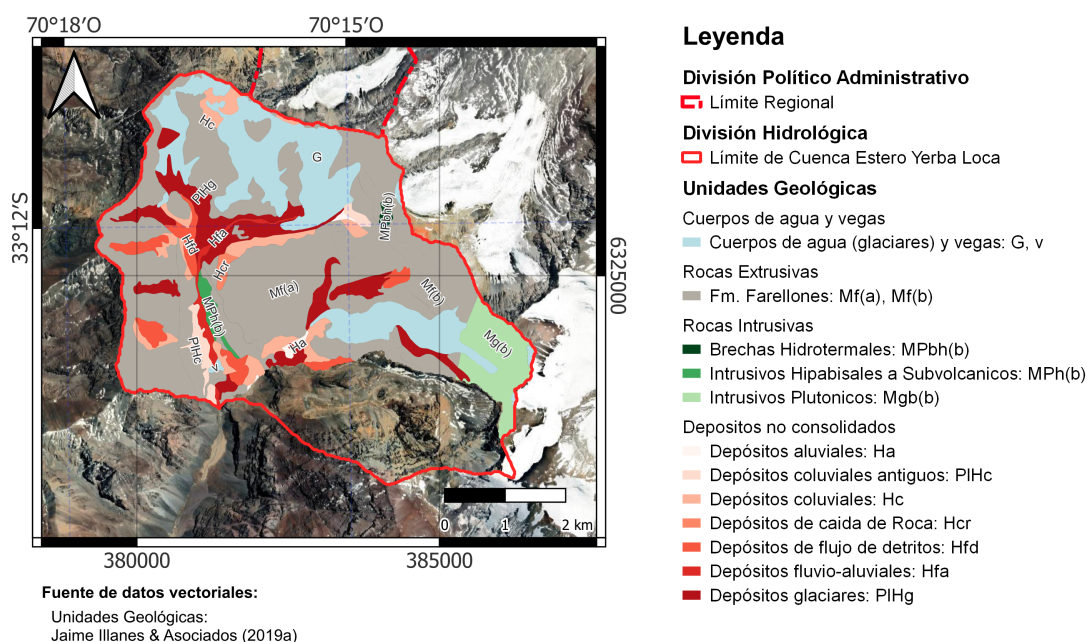 70°18′O
70°15′O
33°12′S
6325000
Hc
G
PlHg
MPbh(b)
Hfd
Hfa
Hcr
Mf(a)
Mf(b)
MPh(b)
Mg(b)
PlHc
Ha
v
0 1 2 km
380000
385000
Fuente de datos vectoriales:
Unidades Geológicas:
Jaime Illanes & Asociados (2019a)
Leyenda
División Político Administrativo
Límite Regional
División Hidrológica
Límite de Cuenca Estero Yerba Loca
Unidades Geológicas
Cuerpos de agua y vegas
Cuerpos de agua (glaciares) y vegas: G, v
Rocas Extrusivas
Fm. Farellones: Mf(a), Mf(b)
Rocas Intrusivas
Brechas Hidrotermales: MPbh(b)
Intrusivos Hipabisales a Subvolcanicos: MPh(b)
Intrusivos Plutonicos: Mgb(b)
Depositos no consolidados
Depósitos aluviales: Ha
Depósitos coluviales antiguos: PlHc
Depósitos coluviales: Hc
Depósitos de caida de Roca: Hcr
Depósitos de flujo de detritos: Hfd
Depósitos fluvio-aluviales: Hfa
Depósitos glaciares: PlHg